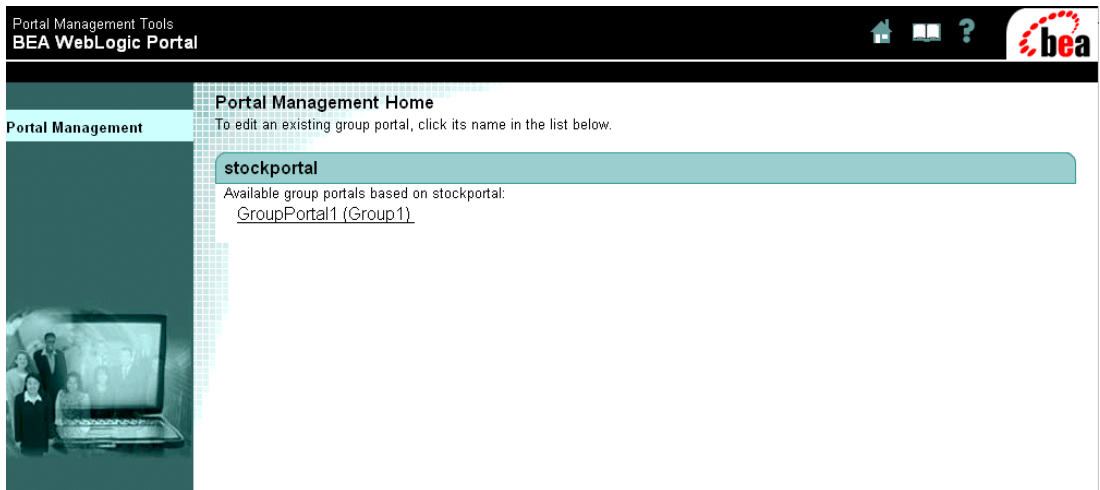 Portal Management Tools
BEA WebLogic Portal
?
bea
Portal Management
Portal Management Home
To edit an existing group portal, click its name in the list below.
stockportal
Available group portals based on stockportal:
GroupPortal1 (Group1)